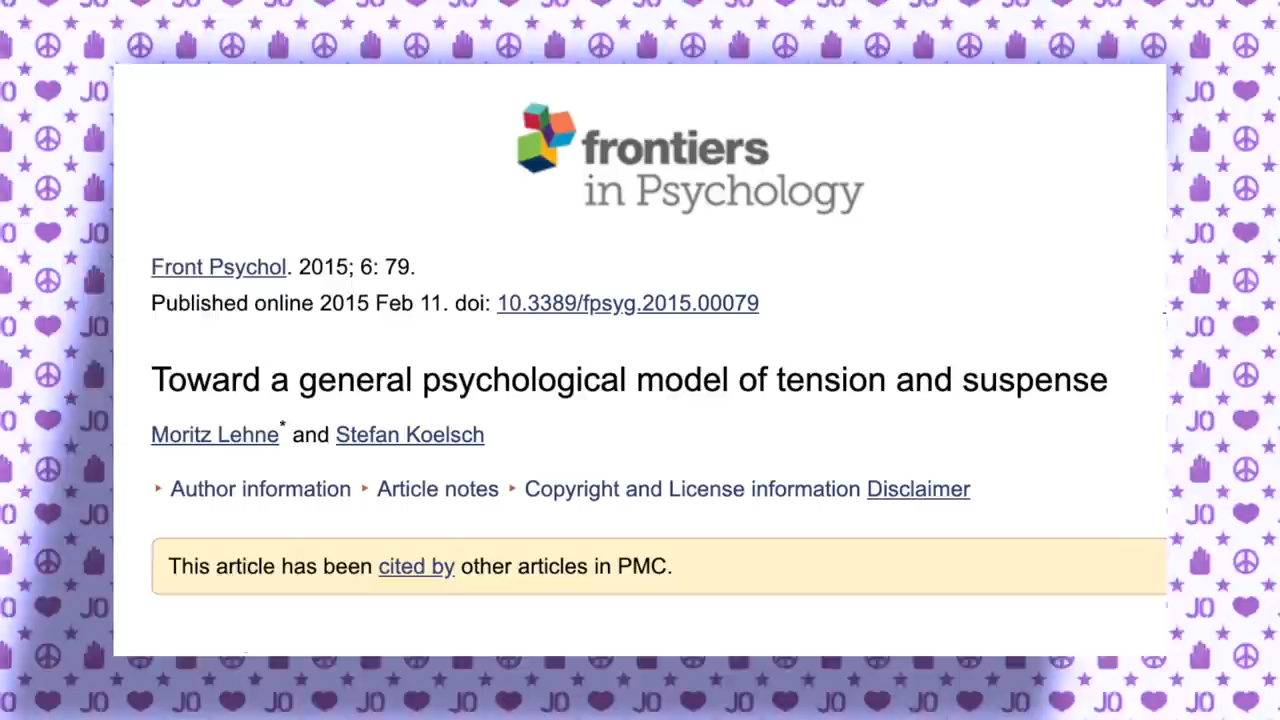 frontiers
in Psychology
Front Psychol. 2015; 6: 79.
Published online 2015 Feb 11. doi: 10.3389/fpsyg.2015.00079
Toward a general psychological model of tension and suspense
Moritz Lehne* and Stefan Koelsch
‣ Author information ‣ Article notes ‣ Copyright and License information Disclaimer
This article has been cited by other articles in PMC.
JO